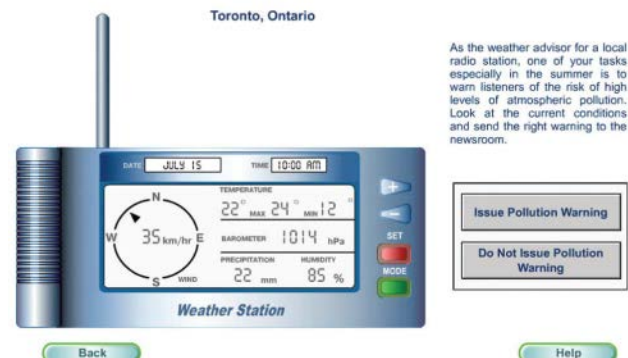 Toronto, Ontario
As the weather advisor for a local
radio station, one of your tasks
especially in the summer is to
warn listeners of the risk of high
levels of atmospheric pollution.
Look at the current conditions
and send the right warning to the
newsroom.
DATE JULY 15 TIME 10:00 AM
N
W E
S
35 km/hr
WIND
TEMPERATURE
22° MAX 24° MIN 12°
BAROMETER 1014 hPa
PRECIPITATION HUMIDITY
22 mm 85 %
+
−
SET
MODE
Weather Station
Issue Pollution Warning
Do Not Issue Pollution
Warning
Back
Help